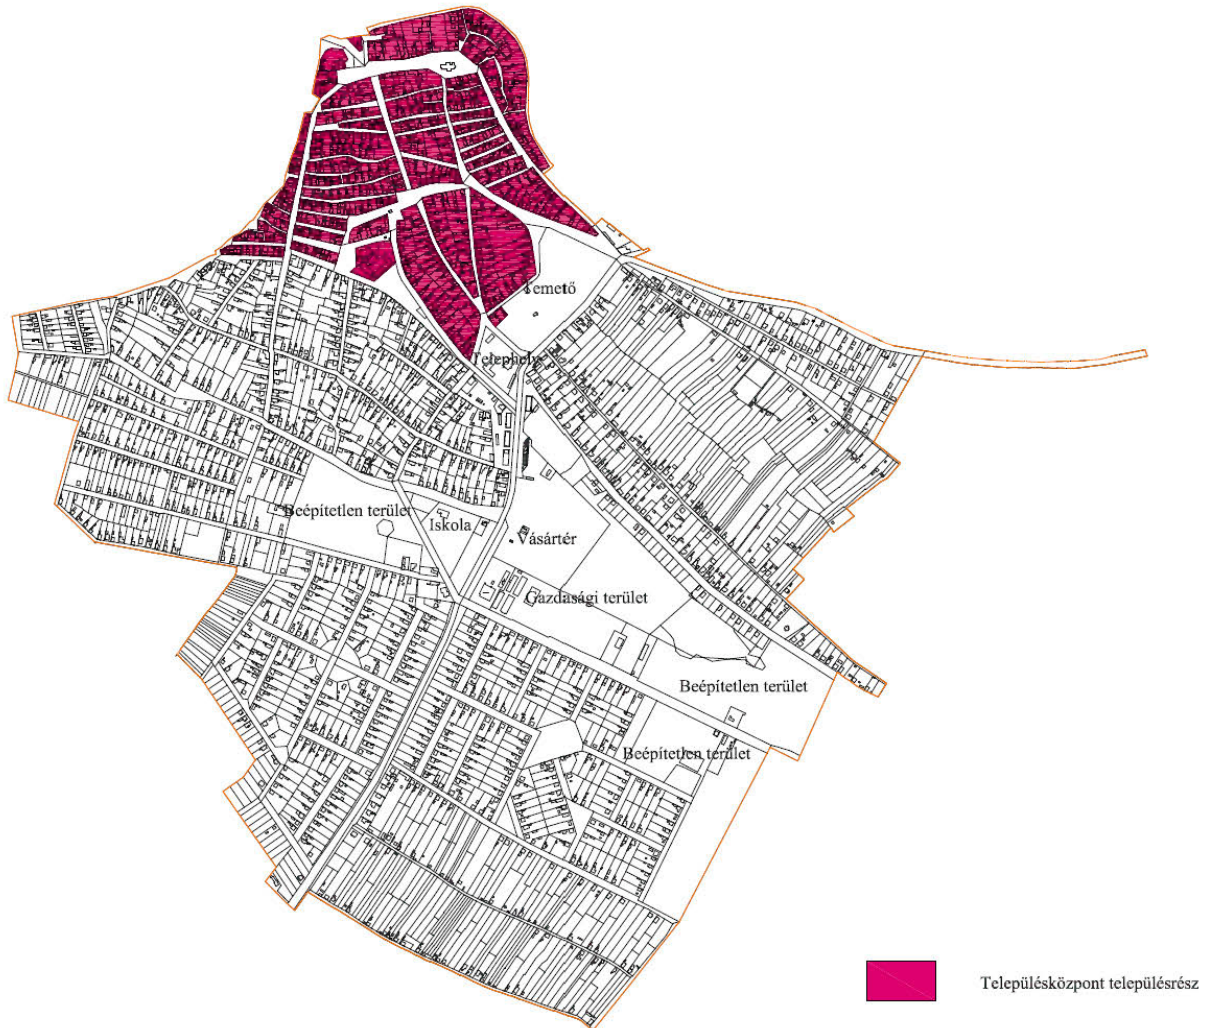 Temető
Telephely
Beépítetlen terület
Iskola
Vásártér
Gazdasági terület
Beépítetlen terület
Beépítetlen terület
Településközpont településrész